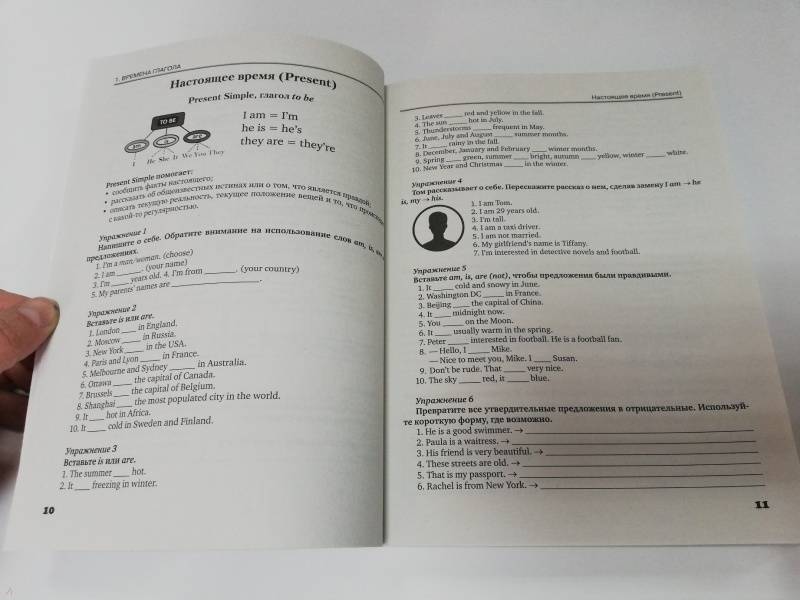 1. ВРЕМЕНА ГЛАГОЛА
Настоящее время (Present)
Present Simple, глагол to be
TO BE
am is are
I He She It We You They
I am = I'm
he is = he's
they are = they're
Present Simple помогает:
• сообщить факты настоящего;
• рассказать об общеизвестных истинах или о том, что является правдой;
• описать текущую реальность, текущее положение вещей и то, что
с какой-то регулярностью.
Упражнение 1
Напишите о себе. Обратите внимание на использование слов am, is,
предложениях.
1. I'm a man/woman. (choose)
2. I am ______. (your name)
3. I'm ____ years old. 4. I'm from ______. (your country)
5. My parents' names are ______.
Упражнение 2
Вставьте is или are.
1. London ____ in England.
2. Moscow ____ in Russia.
3. New York ____ in the USA.
4. Paris and Lyon ____ in France.
5. Melbourne and Sydney ____ in Australia.
6. Ottawa ____ the capital of Canada.
7. Brussels ____ the capital of Belgium.
8. Shanghai ____ the most populated city in the world.
9. It ____ hot in Africa.
10. It ____ cold in Sweden and Finland.
Упражнение 3
Вставьте is или are.
1. The summer ____ hot.
2. It ____ freezing in winter.
10
Настоящее время (Present)
3. Leaves ____ red and yellow in the fall.
4. The sun ____ hot in July.
5. Thunderstorms ____ frequent in May.
6. June, July and August ____ summer months.
7. It ____ rainy in the fall.
8. December, January and February ____ winter months.
9. Spring ____ green, summer ____ bright, autumn ____ yellow, winter ____ white.
10. New Year and Christmas ____ in the winter.
Упражнение 4
Том рассказывает о себе. Перескажите рассказ о нем, сделав замену I am → he
is, my → his.
1. I am Tom.
2. I am 29 years old.
3. I'm tall.
4. I am a taxi driver.
5. I am not married.
6. My girlfriend's name is Tiffany.
7. I'm interested in detective novels and football.
Упражнение 5
Вставьте am, is, are (not), чтобы предложения были правдивыми.
1. It ____ cold and snowy in June.
2. Washington DC ____ in France.
3. Beijing ____ the capital of China.
4. It ____ midnight now.
5. You ____ on the Moon.
6. It ____ usually warm in the spring.
7. Peter ____ interested in football. He is a football fan.
8. — Hello, I ____ Mike.
— Nice to meet you, Mike. I ____ Susan.
9. Don't be rude. That ____ very nice.
10. The sky ____ red, it ____ blue.
Упражнение 6
Превратите все утвердительные предложения в отрицательные. Используй-
те короткую форму, где возможно.
1. He is a good swimmer. → ______
2. Paula is a waitress. → ______
3. His friend is very beautiful. → ______
4. These streets are old. → ______
5. That is my passport. → ______
6. Rachel is from New York. → ______
11